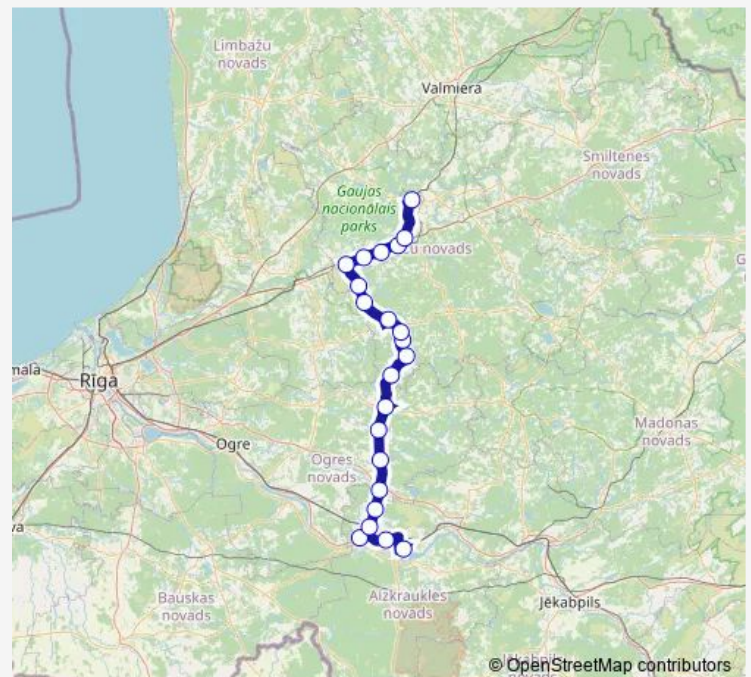 Limbažu
novads
Valmiera
Smiltenes
novads
Gaujas
nacionālais
parks
novads
Rīga
Ogre
Madonas
novads
Ogres
novads
Bauskas
novads
Aizkraukles
novads
Jēkabpils
© OpenStreetMap contributors